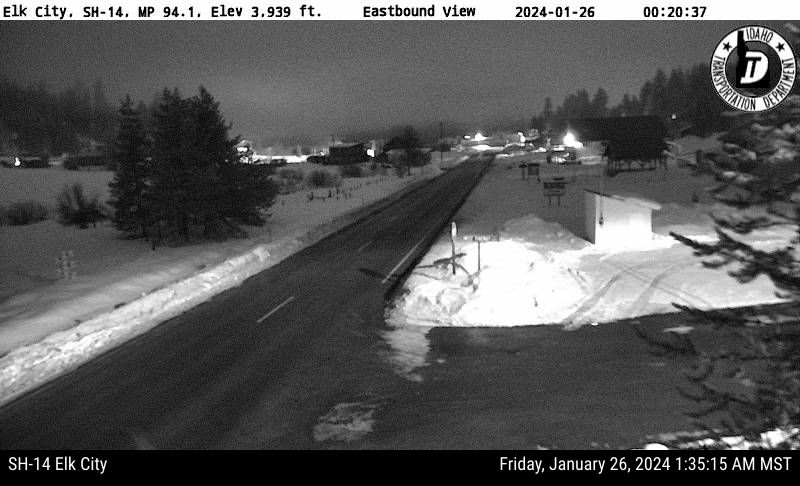 Elk City, SH-14, MP 94.1, Elev 3,939 ft. Eastbound View 2024-01-26 00:20:37
IDAHO
TRANSPORTATION DEPARTMENT
SH-14 Elk City Friday, January 26, 2024 1:35:15 AM MST